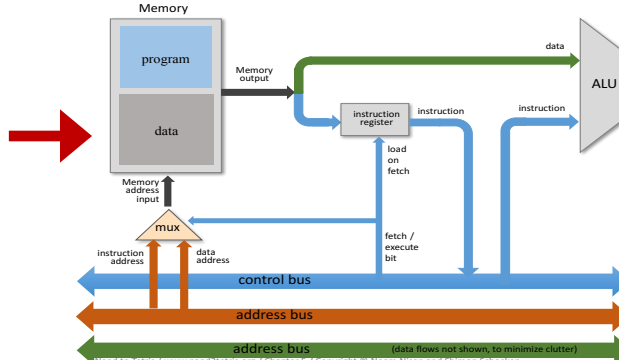 Memory
program
data
Memory
output
data
ALU
instruction
register
instruction
instruction
load
on
fetch
Memory
address
input
mux
instruction
address
data
address
fetch /
execute
bit
control bus
address bus
address bus
(data flows not shown, to minimize clutter)